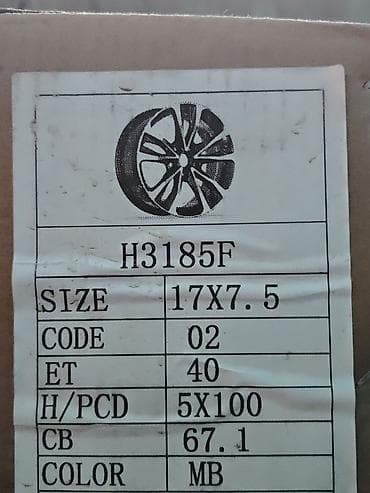 H3185F
SIZE 17X7.5
CODE 02
ET 40
H/PCD 5X100
CB 67.1
COLOR MB